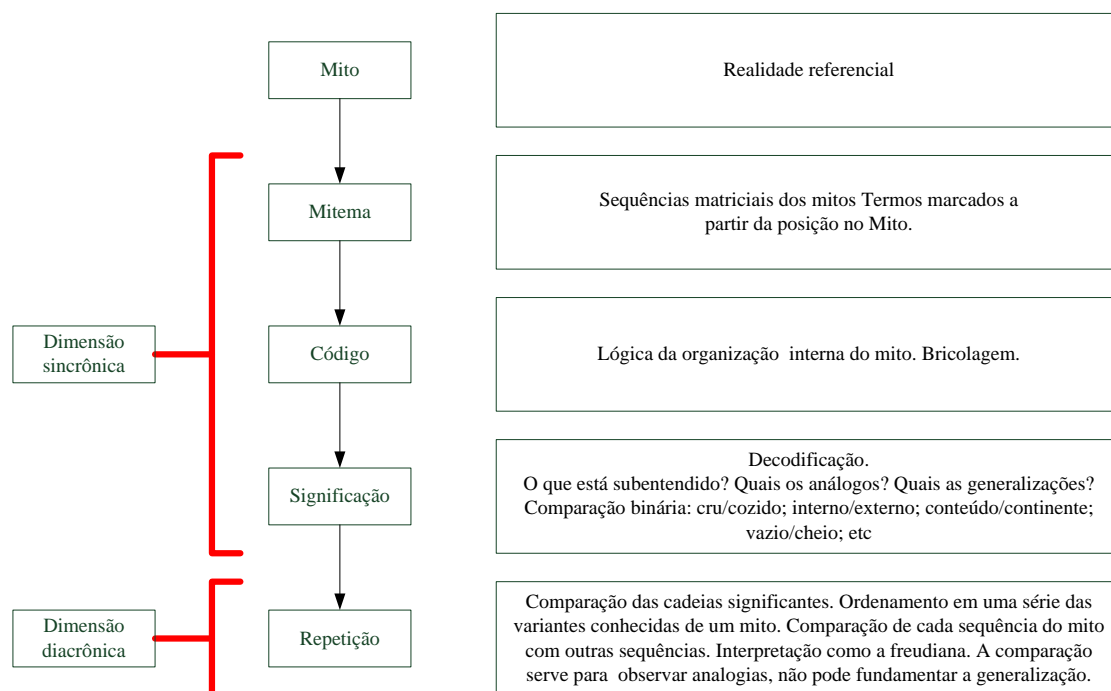 Mito
Realidade referencial
Mitema
Sequências matriciais dos mitos Termos marcados a
partir da posição no Mito.
Dimensão
sincrônica
Código
Lógica da organização interna do mito. Bricolagem.
Significação
Decodificação.
O que está subentendido? Quais os análogos? Quais as generalizações?
Comparação binária: cru/cozido; interno/externo; conteúdo/continente;
vazio/cheio; etc
Dimensão
diacrônica
Repetição
Comparação das cadeias significantes. Ordenamento em uma série das
variantes conhecidas de um mito. Comparação de cada sequência do mito
com outras sequências. Interpretação como a freudiana. A comparação
serve para observar analogias, não pode fundamentar a generalização.